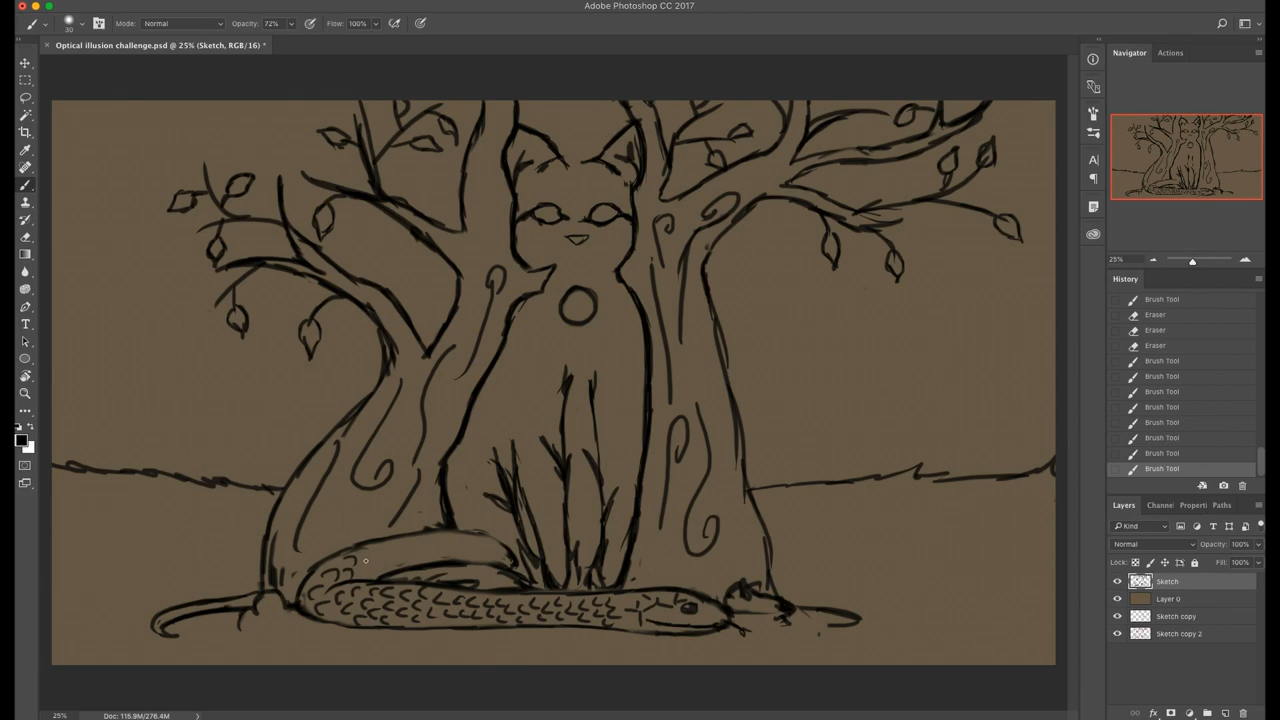 Adobe Photoshop CC 2017
30
Mode: Normal Opacity: 72% Flow: 100%
× Optical illusion challenge.psd @ 25% (Sketch, RGB/16) *
Navigator Actions
25%
History
Brush Tool
Eraser
Eraser
Eraser
Brush Tool
Brush Tool
Brush Tool
Brush Tool
Brush Tool
Brush Tool
Brush Tool
Brush Tool
Layers Channe Properti Paths
Kind
Normal Opacity: 100%
Lock: Fill: 100%
Sketch
Layer 0
Sketch copy
Sketch copy 2
25% Doc: 115.9M/276.4M